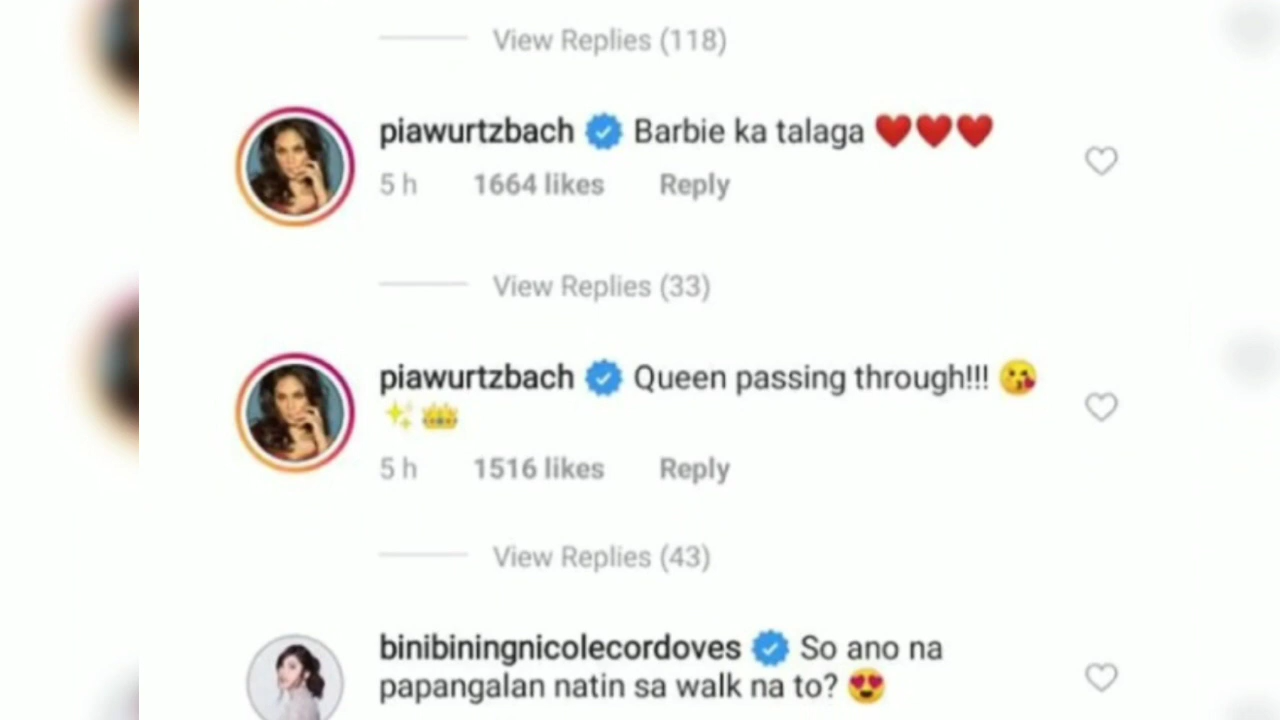 View Replies (118)
piawurtzbach Barbie ka talaga ❤️❤️❤️
5 h 1664 likes Reply
View Replies (33)
piawurtzbach Queen passing through!!! 😘
✨👑
5 h 1516 likes Reply
View Replies (43)
binibiningnicolecordoves So ano na
papangalan natin sa walk na to? 😍